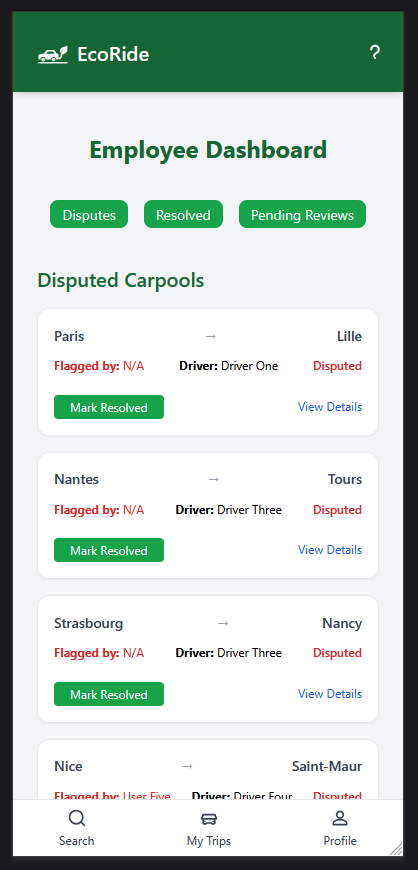 EcoRide ?
Employee Dashboard
Disputes Resolved Pending Reviews
Disputed Carpools
Paris → Lille
Flagged by: N/A Driver: Driver One Disputed
Mark Resolved View Details
Nantes → Tours
Flagged by: N/A Driver: Driver Three Disputed
Mark Resolved View Details
Strasbourg → Nancy
Flagged by: N/A Driver: Driver Three Disputed
Mark Resolved View Details
Nice → Saint-Maur
Flagged by: User Five Driver: Driver Four Disputed
Search My Trips Profile